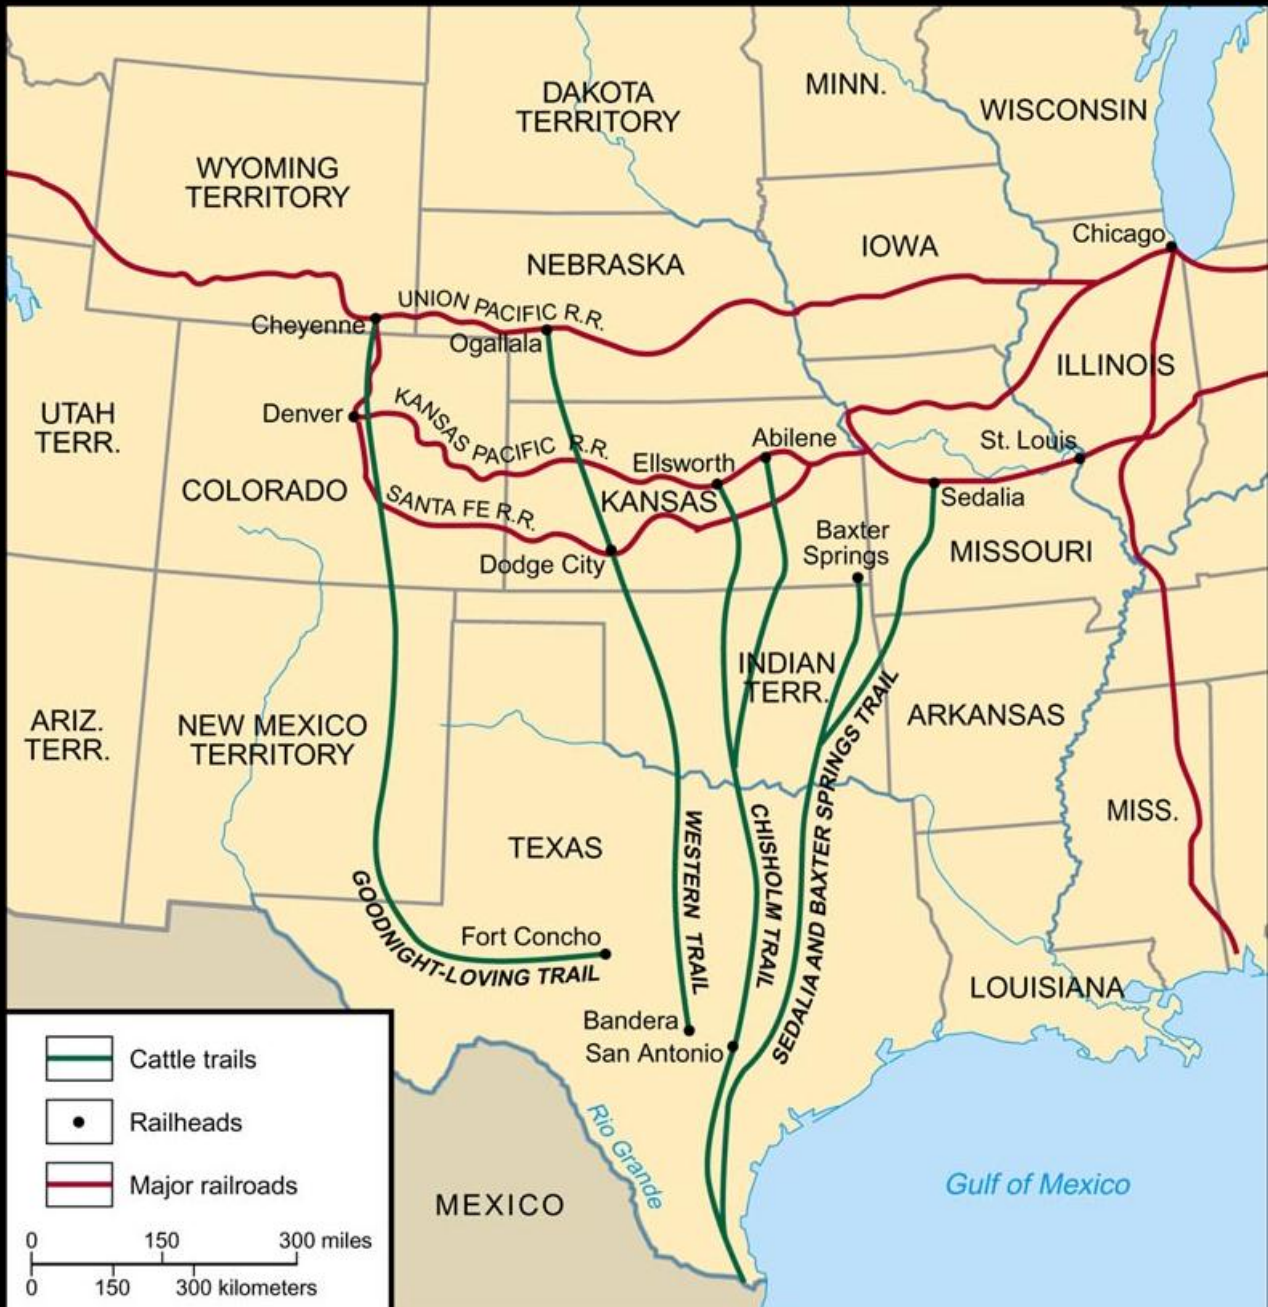 DAKOTA
TERRITORY
MINN.
WISCONSIN
WYOMING
TERRITORY
IOWA
Chicago
NEBRASKA
UNION PACIFIC R.R.
Cheyenne
Ogallala
ILLINOIS
UTAH
TERR.
Denver
KANSAS PACIFIC R.R.
Abilene
St. Louis
Ellsworth
COLORADO
SANTA FE R.R.
KANSAS
Sedalia
Baxter
Springs
MISSOURI
Dodge City
INDIAN
TERR.
ARIZ.
TERR.
NEW MEXICO
TERRITORY
ARKANSAS
MISS.
TEXAS
WESTERN TRAIL
CHISHOLM TRAIL
SEDALIA AND BAXTER SPRINGS TRAIL
GOODNIGHT-LOVING TRAIL
Fort Concho
LOUISIANA
Bandera
San Antonio
Rio Grande
MEXICO
Gulf of Mexico
Cattle trails
Railheads
Major railroads
0 150 300 miles
0 150 300 kilometers